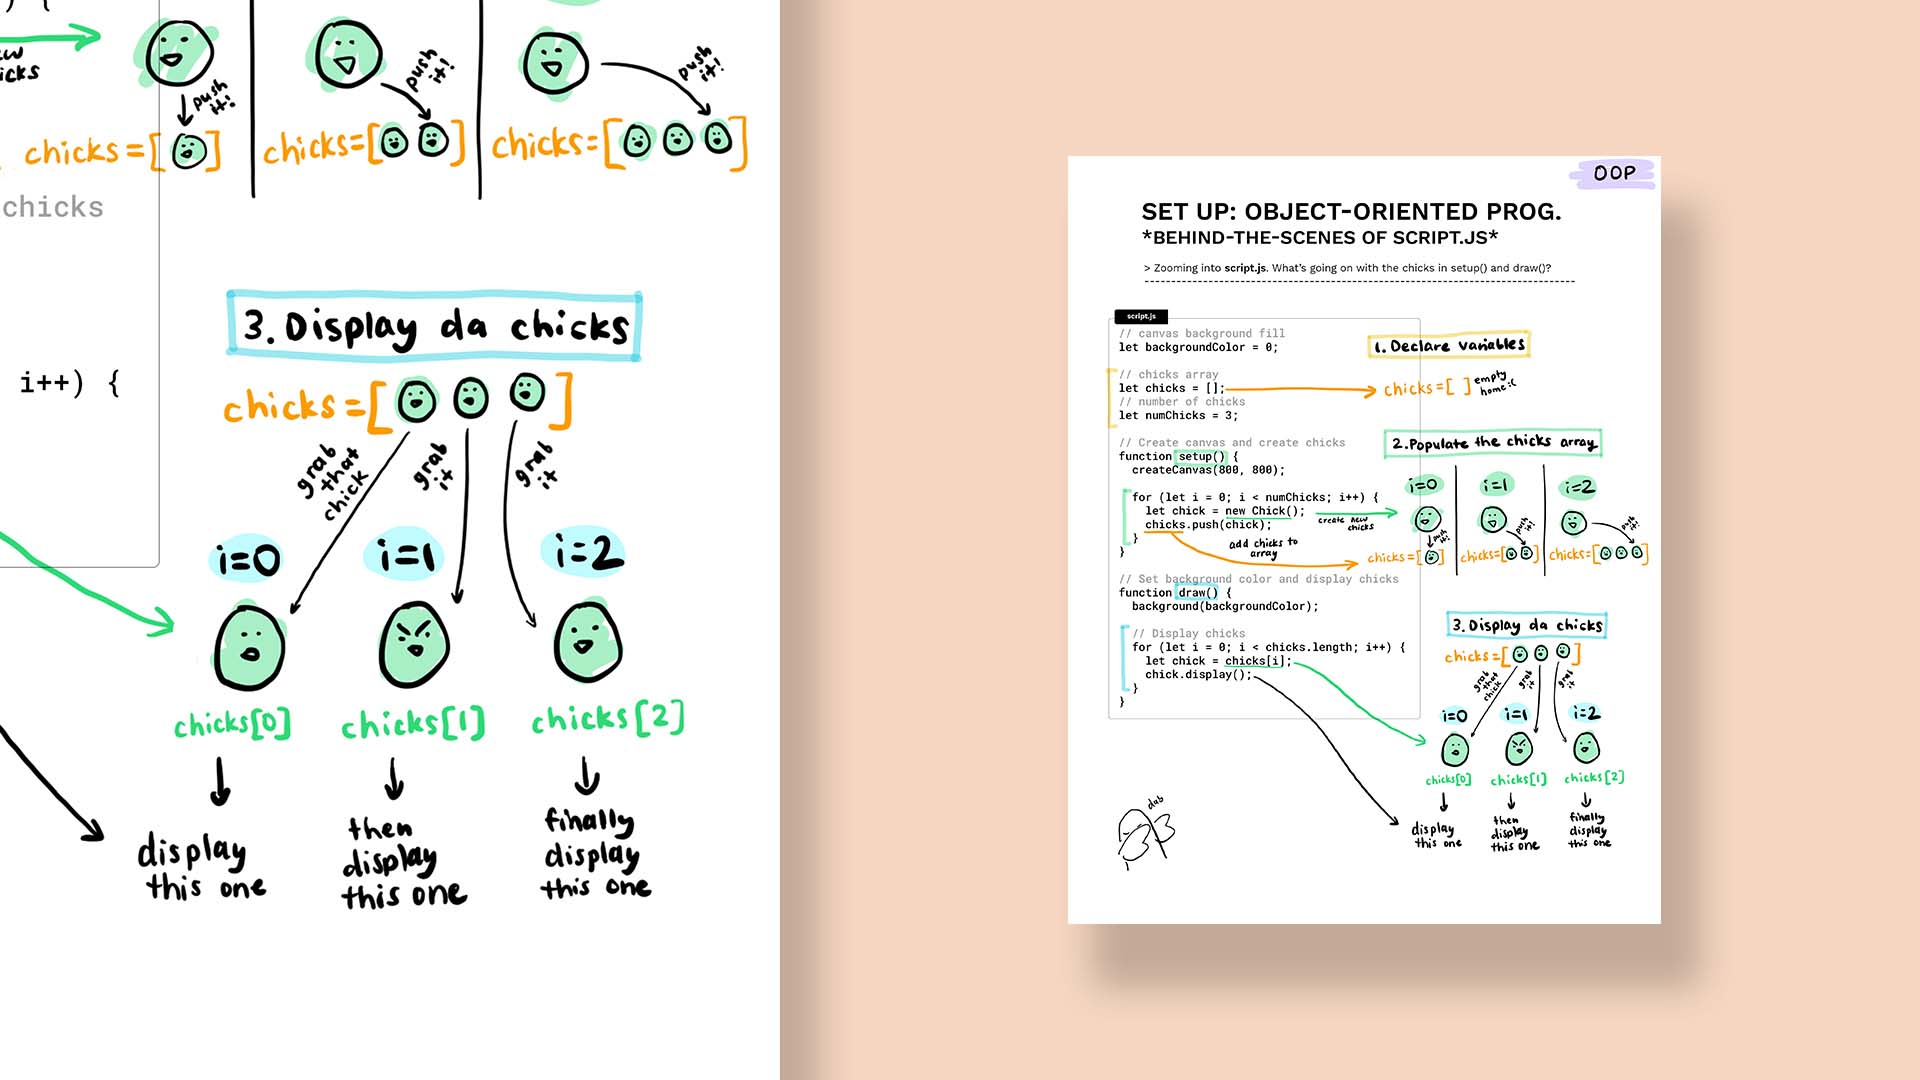 ) {
ew
icks
push
it!
push
it!
push
it!
chicks=[ ]
chicks=[ ]
chicks=[ ]
chicks
i++) {
3. Display da chicks
chicks=[ ]
grab
that
chick
grab
it
grab
it
i=0
i=1
i=2
chicks[0]
chicks[1]
chicks[2]
display
this one
then
display
this one
finally
display
this one
OOP
SET UP: OBJECT-ORIENTED PROG.
*BEHIND-THE-SCENES OF SCRIPT.JS*
> Zooming into script.js. What's going on with the chicks in setup() and draw()?
script.js
// canvas background fill
let backgroundColor = 0;
// chicks array
let chicks = [];
// number of chicks
let numChicks = 3;
// Create canvas and create chicks
function setup() {
createCanvas(800, 800);
for (let i = 0; i < numChicks; i++) {
let chick = new Chick();
chicks.push(chick);
}
}
// Set background color and display chicks
function draw() {
background(backgroundColor);
// Display chicks
for (let i = 0; i < chicks.length; i++) {
let chick = chicks[i];
chick.display();
}
}
1. Declare variables
chicks=[ ] empty
home:(
2. Populate the chicks array
i=0
i=1
i=2
create new
chicks
add chicks to
array
push
it!
push
it!
push
it!
chicks=[ ]
chicks=[ ]
chicks=[ ]
3. Display da chicks
chicks=[ ]
grab
that
chick
grab
it
grab
it
i=0
i=1
i=2
chicks[0]
chicks[1]
chicks[2]
display
this one
then
display
this one
finally
display
this one
dab